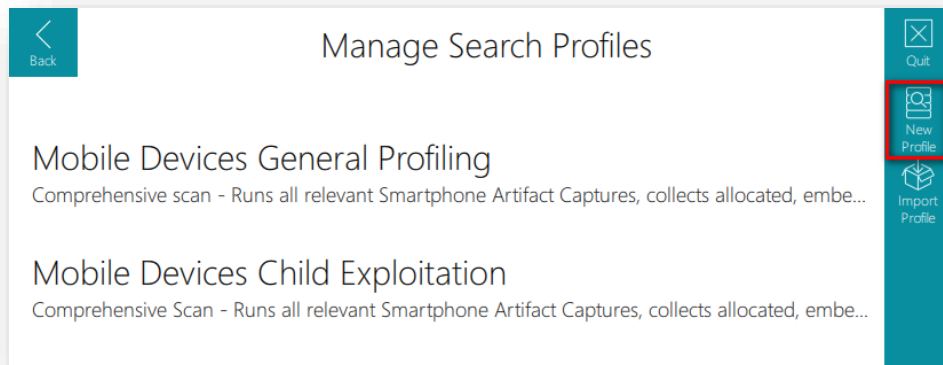 Back
Manage Search Profiles
Quit
New
Profile
Import
Profile
Mobile Devices General Profiling
Comprehensive scan - Runs all relevant Smartphone Artifact Captures, collects allocated, embe...
Mobile Devices Child Exploitation
Comprehensive Scan - Runs all relevant Smartphone Artifact Captures, collects allocated, embe...